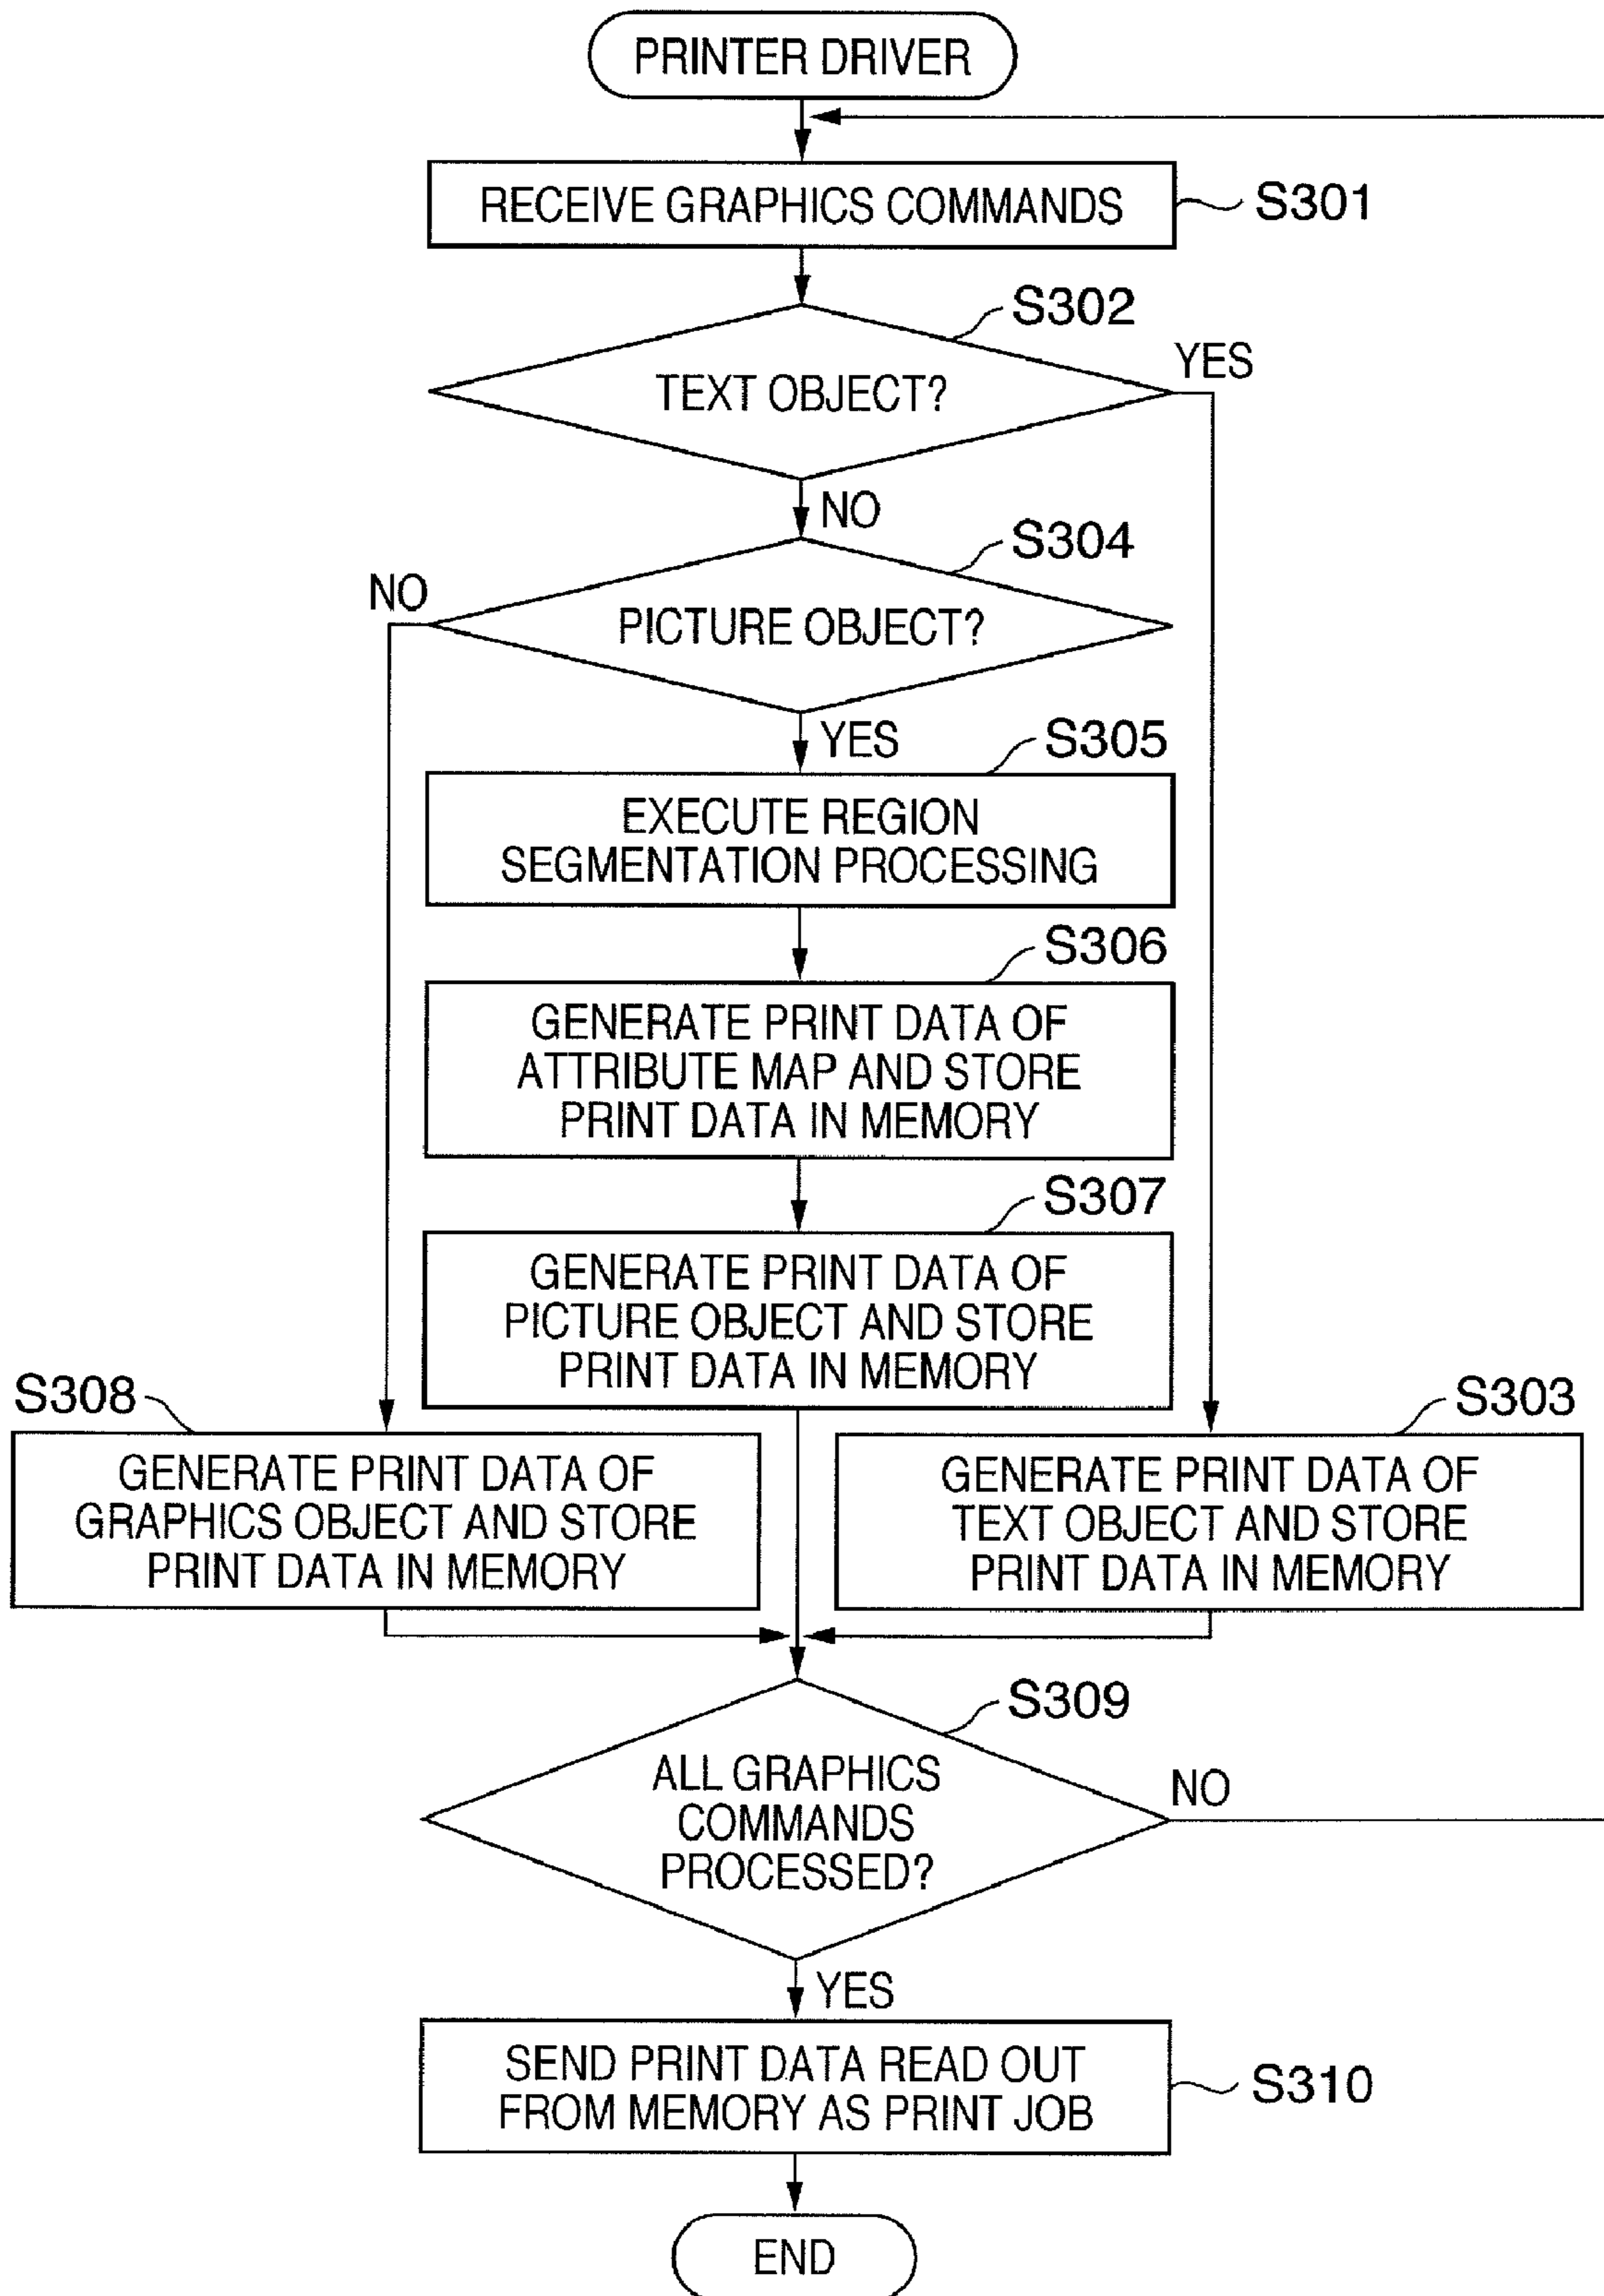 PRINTER DRIVER
RECEIVE GRAPHICS COMMANDS
S301
S302
TEXT OBJECT?
YES
NO
S304
NO
PICTURE OBJECT?
YES
S305
EXECUTE REGION
SEGMENTATION PROCESSING
S306
GENERATE PRINT DATA OF
ATTRIBUTE MAP AND STORE
PRINT DATA IN MEMORY
S307
GENERATE PRINT DATA OF
PICTURE OBJECT AND STORE
PRINT DATA IN MEMORY
S308
GENERATE PRINT DATA OF
GRAPHICS OBJECT AND STORE
PRINT DATA IN MEMORY
S303
GENERATE PRINT DATA OF
TEXT OBJECT AND STORE
PRINT DATA IN MEMORY
S309
ALL GRAPHICS
COMMANDS
PROCESSED?
NO
YES
SEND PRINT DATA READ OUT
FROM MEMORY AS PRINT JOB
S310
END